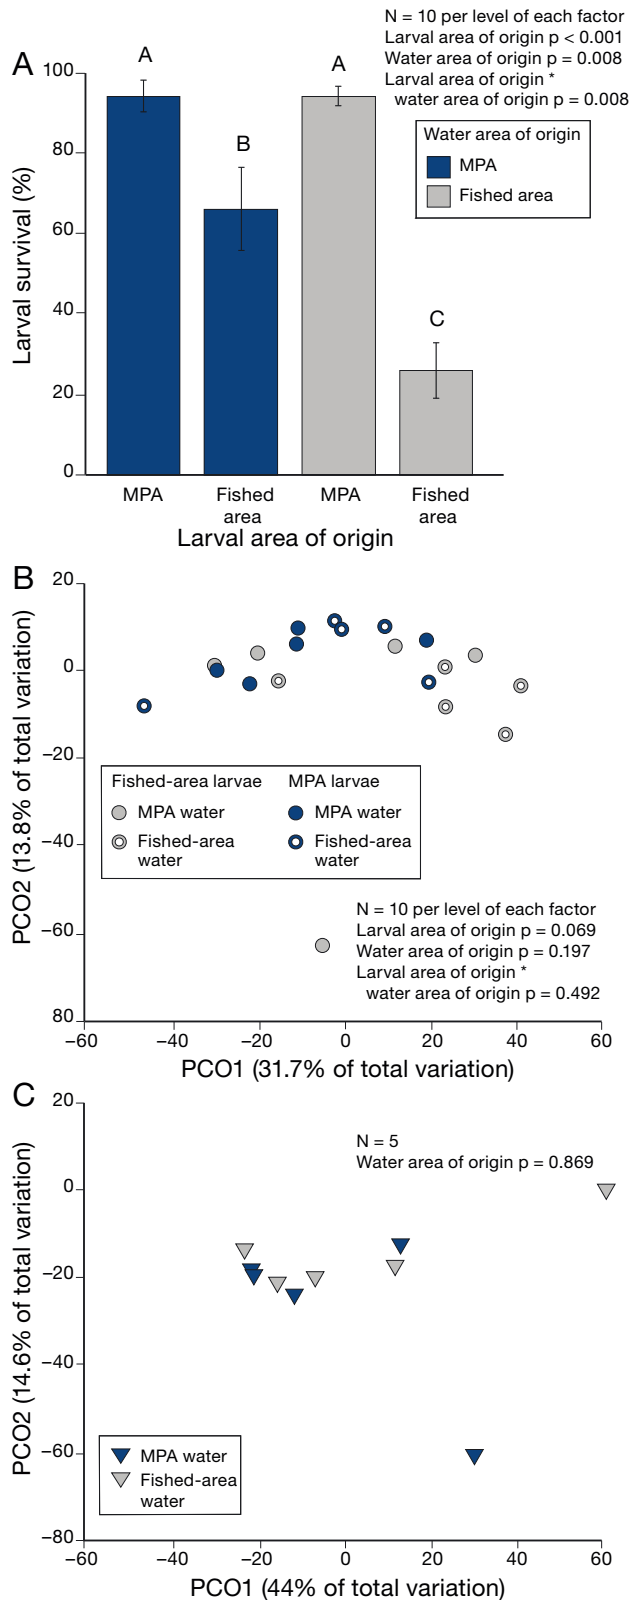 A
N = 10 per level of each factor
Larval area of origin p < 0.001
Water area of origin p = 0.008
Larval area of origin *
water area of origin p = 0.008
Water area of origin
MPA
Fished area
Larval survival (%)
100
80
60
40
20
0
A
B
A
C
MPA
Fished
area
MPA
Fished
area
Larval area of origin
B
PCO2 (13.8% of total variation)
20
0
−20
−40
−60
80
Fished-area larvae
MPA water
Fished-area
water
MPA larvae
MPA water
Fished-area
water
N = 10 per level of each factor
Larval area of origin p = 0.069
Water area of origin p = 0.197
Larval area of origin *
water area of origin p = 0.492
−60
−40
−20
0
20
40
60
PCO1 (31.7% of total variation)
C
PCO2 (14.6% of total variation)
20
0
−20
−40
−60
−80
N = 5
Water area of origin p = 0.869
MPA water
Fished-area
water
−60
−40
−20
0
20
40
60
PCO1 (44% of total variation)